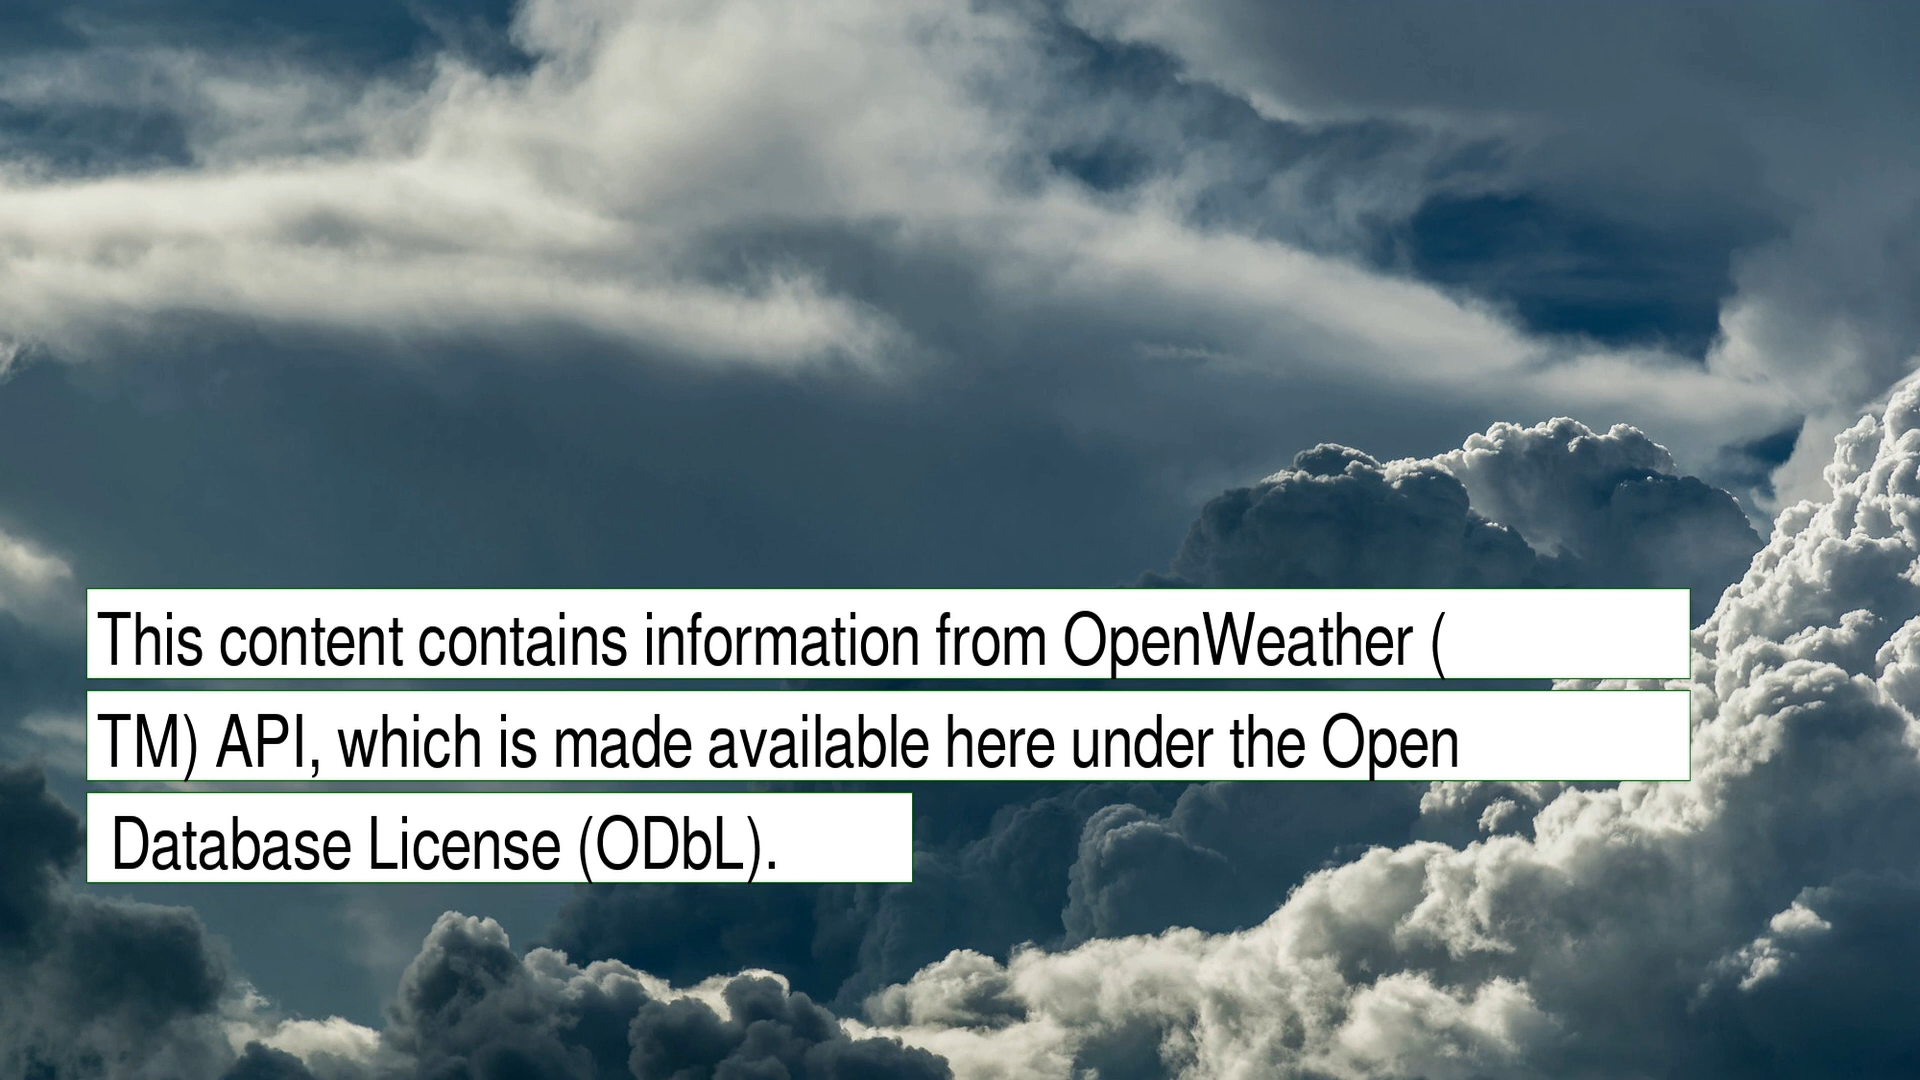 This content contains information from OpenWeather (
TM) API, which is made available here under the Open
Database License (ODbL).